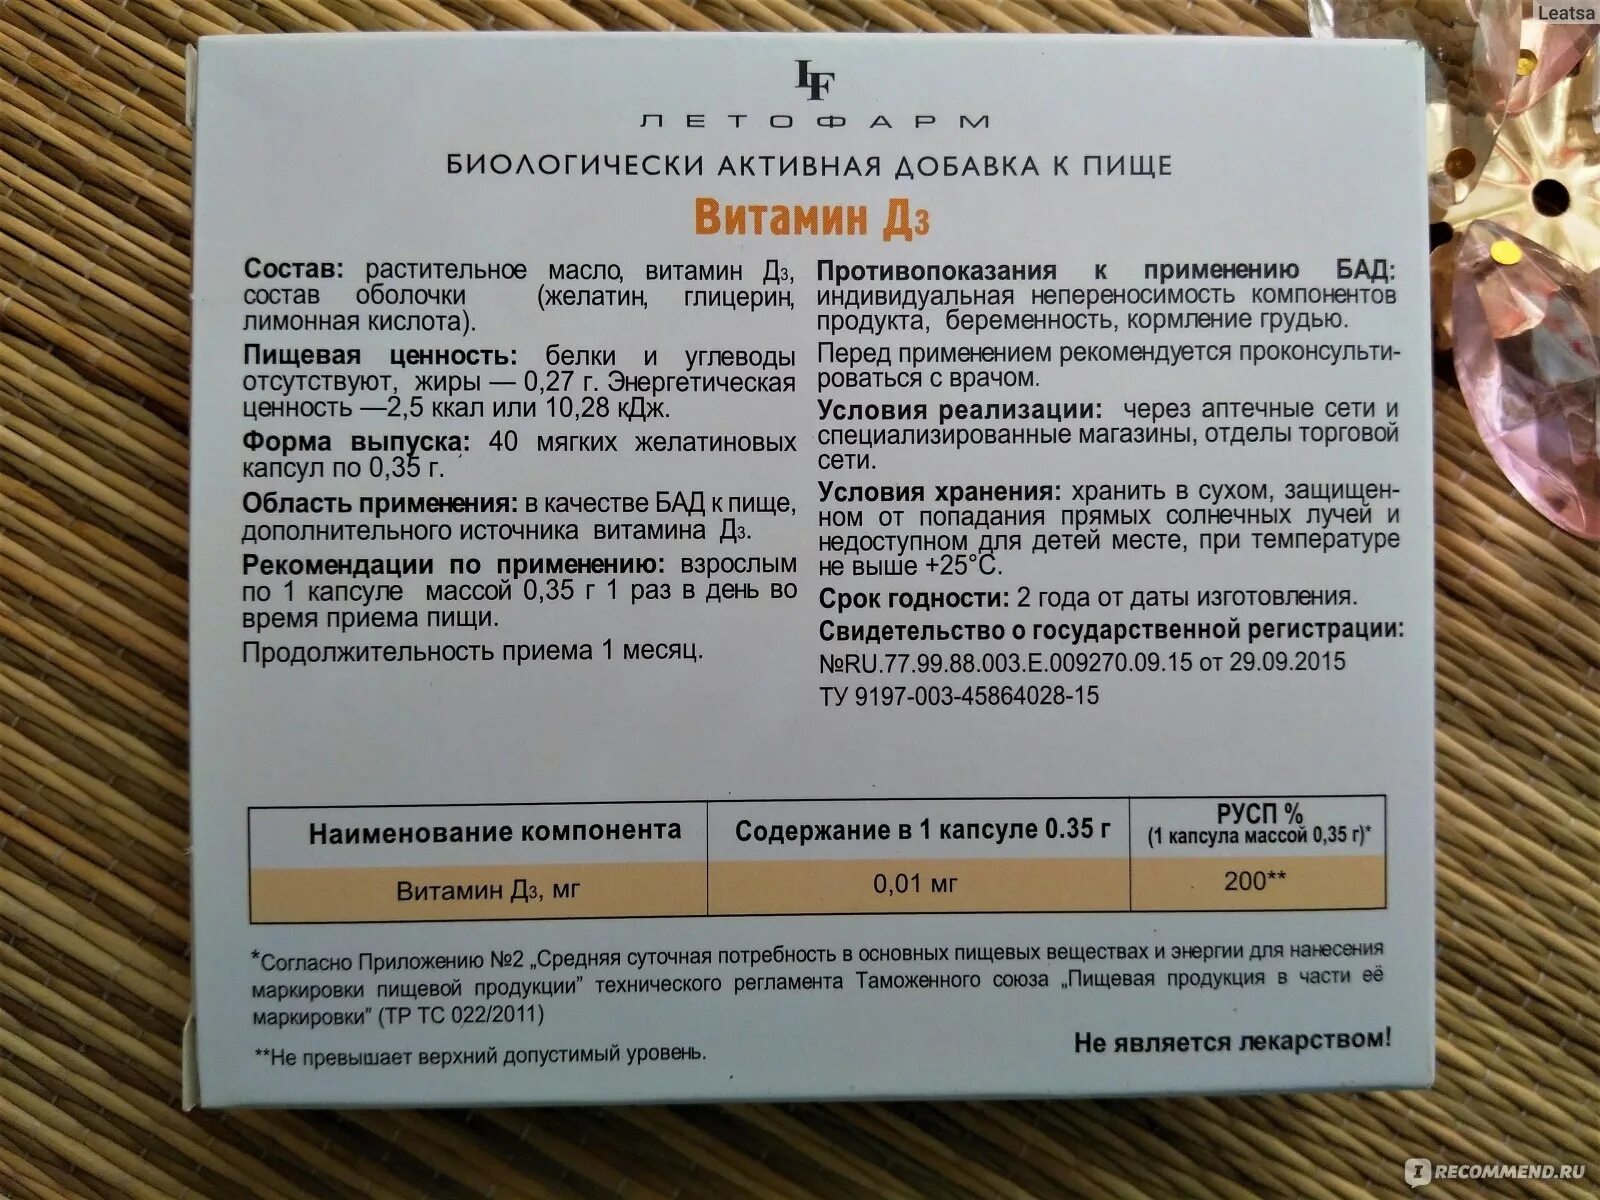 Leatsa
LF
ЛЕТОФАРМ
БИОЛОГИЧЕСКИ АКТИВНАЯ ДОБАВКА К ПИЩЕ
Витамин Д3
Состав: растительное масло, витамин Д3,
состав оболочки (желатин, глицерин,
лимонная кислота).
Пищевая ценность: белки и углеводы
отсутствуют, жиры — 0,27 г. Энергетическая
ценность —2,5 ккал или 10,28 кДж.
Форма выпуска: 40 мягких желатиновых
капсул по 0,35 г.
Область применения: в качестве БАД к пище,
дополнительного источника витамина Д3.
Рекомендации по применению: взрослым
по 1 капсуле массой 0,35 г 1 раз в день во
время приема пищи.
Продолжительность приема 1 месяц.
Противопоказания к применению БАД:
индивидуальная непереносимость компонентов
продукта, беременность, кормление грудью.
Перед применением рекомендуется проконсульти-
роваться с врачом.
Условия реализации: через аптечные сети и
специализированные магазины, отделы торговой
сети.
Условия хранения: хранить в сухом, защищен-
ном от попадания прямых солнечных лучей и
недоступном для детей месте, при температуре
не выше +25°С.
Срок годности: 2 года от даты изготовления.
Свидетельство о государственной регистрации:
№RU.77.99.88.003.Е.009270.09.15 от 29.09.2015
ТУ 9197-003-45864028-15
Наименование компонента
Содержание в 1 капсуле 0.35 г
РУСП %
(1 капсула массой 0,35 г)*
Витамин Д3, мг
0,01 мг
200**
*Согласно Приложению №2 „Средняя суточная потребность в основных пищевых веществах и энергии для нанесения
маркировки пищевой продукции” технического регламента Таможенного союза „Пищевая продукция в части её
маркировки” (ТР ТС 022/2011)
**Не превышает верхний допустимый уровень.
Не является лекарством!
IRECOMMEND.RU